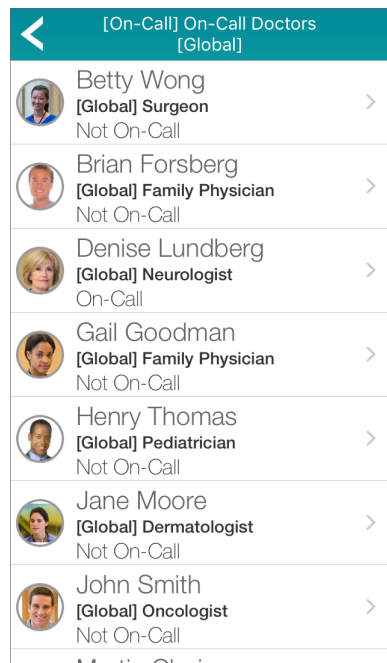 [On-Call] On-Call Doctors
[Global]
Betty Wong
[Global] Surgeon
Not On-Call
Brian Forsberg
[Global] Family Physician
Not On-Call
Denise Lundberg
[Global] Neurologist
On-Call
Gail Goodman
[Global] Family Physician
Not On-Call
Henry Thomas
[Global] Pediatrician
Not On-Call
Jane Moore
[Global] Dermatologist
Not On-Call
John Smith
[Global] Oncologist
Not On-Call